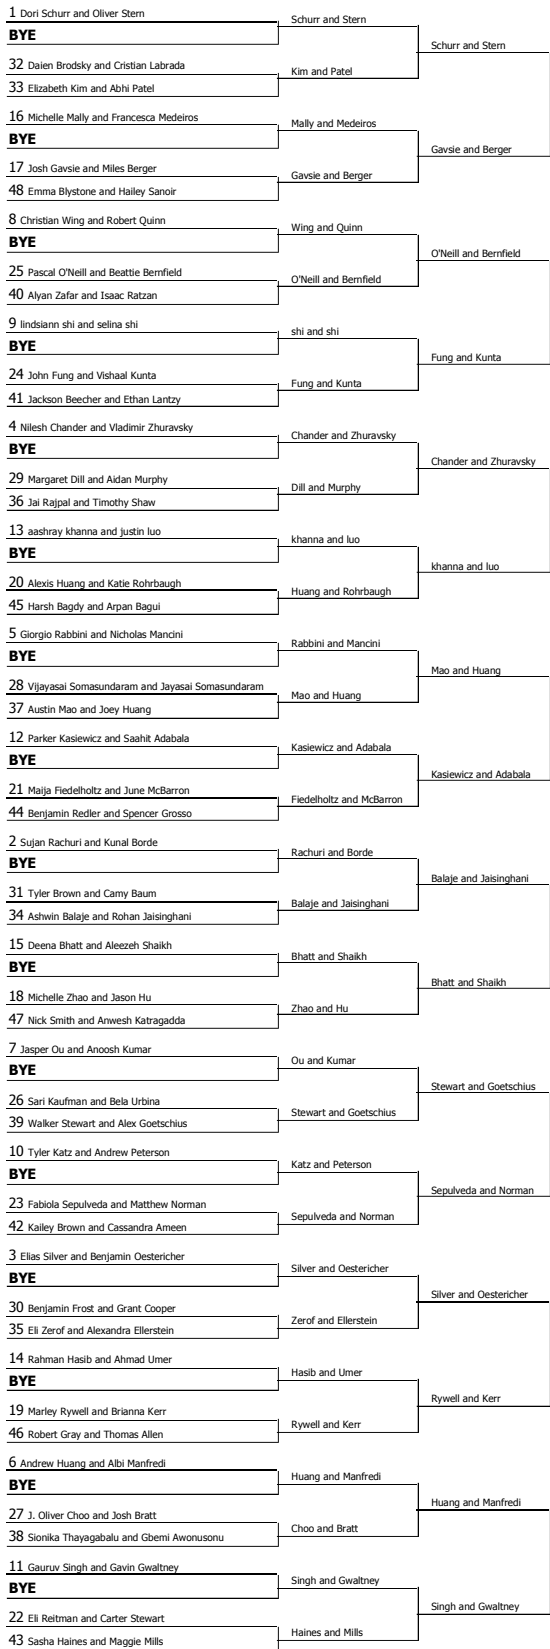 1 Dori Schurr and Oliver Stern
BYE
32 Daien Brodsky and Cristian Labrada
33 Elizabeth Kim and Abhi Patel
16 Michelle Mally and Francesca Medeiros
BYE
17 Josh Gavsie and Miles Berger
48 Emma Blystone and Hailey Sanoir
8 Christian Wing and Robert Quinn
BYE
25 Pascal O'Neill and Beattie Bernfield
40 Alyan Zafar and Isaac Ratzan
9 lindsiann shi and selina shi
BYE
24 John Fung and Vishaal Kunta
41 Jackson Beecher and Ethan Lantzy
4 Nilesh Chander and Vladimir Zhuravsky
BYE
29 Margaret Dill and Aidan Murphy
36 Jai Rajpal and Timothy Shaw
13 aashray khanna and justin luo
BYE
20 Alexis Huang and Katie Rohrbaugh
45 Harsh Bagdy and Arpan Bagui
5 Giorgio Rabbini and Nicholas Mancini
BYE
28 Vijayasai Somasundaram and Jayasai Somasundaram
37 Austin Mao and Joey Huang
12 Parker Kasiewicz and Saahit Adabala
BYE
21 Maija Fiedelholtz and June McBarron
44 Benjamin Redler and Spencer Grosso
2 Sujan Rachuri and Kunal Borde
BYE
31 Tyler Brown and Camy Baum
34 Ashwin Balaje and Rohan Jaisinghani
15 Deena Bhatt and Aleezeh Shaikh
BYE
18 Michelle Zhao and Jason Hu
47 Nick Smith and Anwesh Katragadda
7 Jasper Ou and Anoosh Kumar
BYE
26 Sari Kaufman and Bela Urbina
39 Walker Stewart and Alex Goetschius
10 Tyler Katz and Andrew Peterson
BYE
23 Fabiola Sepulveda and Matthew Norman
42 Kailey Brown and Cassandra Ameen
3 Elias Silver and Benjamin Oestericher
BYE
30 Benjamin Frost and Grant Cooper
35 Eli Zerof and Alexandra Ellerstein
14 Rahman Hasib and Ahmad Umer
BYE
19 Marley Rywell and Brianna Kerr
46 Robert Gray and Thomas Allen
6 Andrew Huang and Albi Manfredi
BYE
27 J. Oliver Choo and Josh Bratt
38 Sionika Thayagabalu and Gbemi Awonusonu
11 Gauruv Singh and Gavin Gwaltney
BYE
22 Eli Reitman and Carter Stewart
43 Sasha Haines and Maggie Mills
Schurr and Stern
Kim and Patel
Mally and Medeiros
Gavsie and Berger
Wing and Quinn
O'Neill and Bernfield
shi and shi
Fung and Kunta
Chander and Zhuravsky
Dill and Murphy
khanna and luo
Huang and Rohrbaugh
Rabbini and Mancini
Mao and Huang
Kasiewicz and Adabala
Fiedelholtz and McBarron
Rachuri and Borde
Balaje and Jaisinghani
Bhatt and Shaikh
Zhao and Hu
Ou and Kumar
Stewart and Goetschius
Katz and Peterson
Sepulveda and Norman
Silver and Oestericher
Zerof and Ellerstein
Hasib and Umer
Rywell and Kerr
Huang and Manfredi
Choo and Bratt
Singh and Gwaltney
Haines and Mills
Schurr and Stern
Gavsie and Berger
O'Neill and Bernfield
Fung and Kunta
Chander and Zhuravsky
khanna and luo
Mao and Huang
Kasiewicz and Adabala
Balaje and Jaisinghani
Bhatt and Shaikh
Stewart and Goetschius
Sepulveda and Norman
Silver and Oestericher
Rywell and Kerr
Huang and Manfredi
Singh and Gwaltney